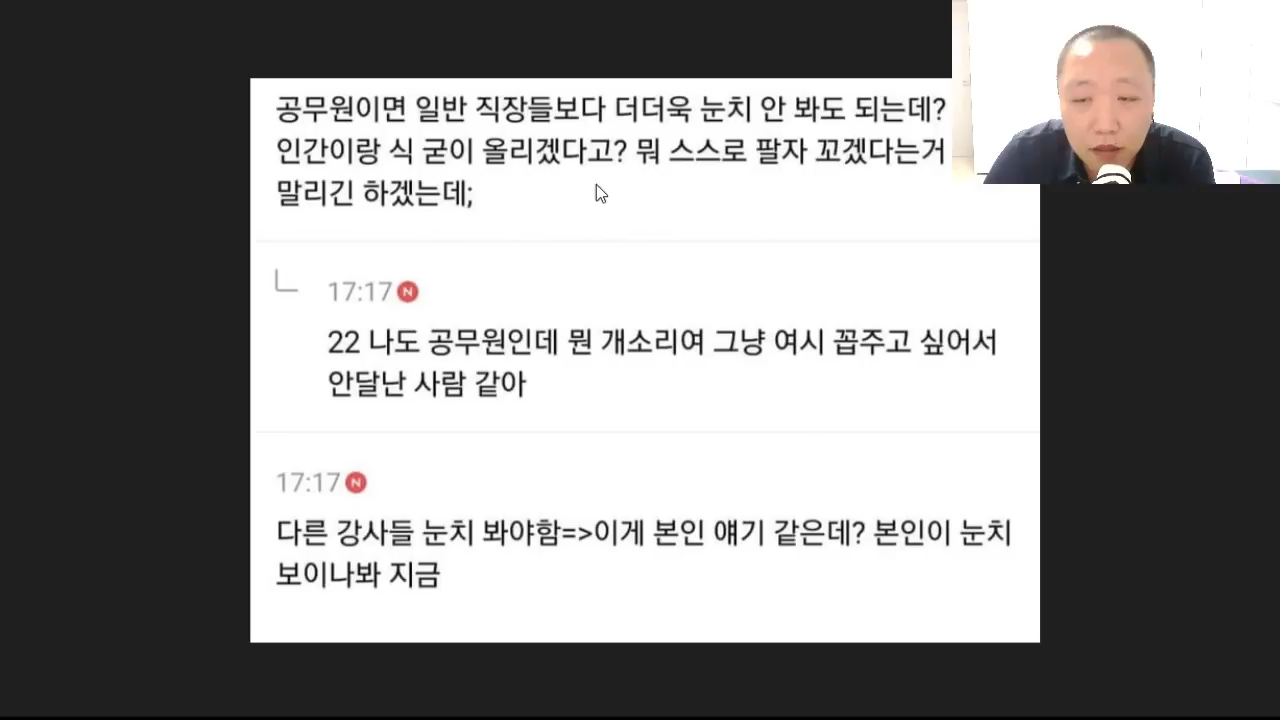 공무원이면 일반 직장들보다 더더욱 눈치 안 봐도 되는데?
인간이랑 식 굳이 올리겠다고? 뭐 스스로 팔자 꼬겠다는거
말리긴 하겠는데;
17:17 N
22 나도 공무원인데 뭔 개소리여 그냥 여시 꼽주고 싶어서
안달난 사람 같아
17:17 N
다른 강사들 눈치 봐야함=>이게 본인 얘기 같은데? 본인이 눈치
보이나봐 지금